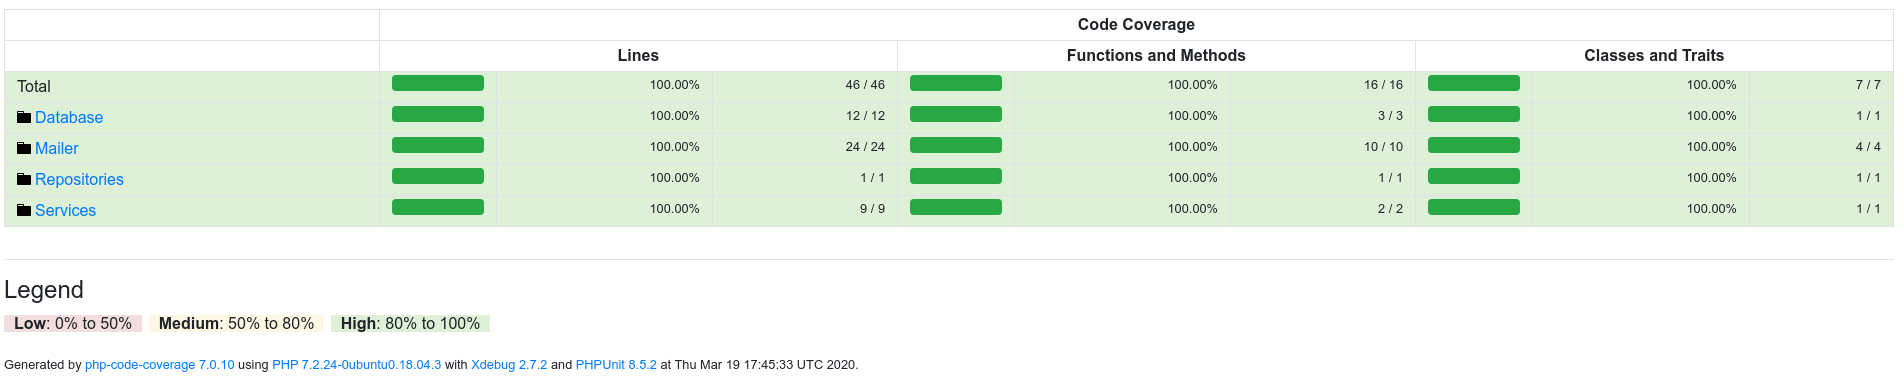 Code Coverage
Lines Functions and Methods Classes and Traits
Total 100.00% 46 / 46 100.00% 16 / 16 100.00% 7 / 7
Database 100.00% 12 / 12 100.00% 3 / 3 100.00% 1 / 1
Mailer 100.00% 24 / 24 100.00% 10 / 10 100.00% 4 / 4
Repositories 100.00% 1 / 1 100.00% 1 / 1 100.00% 1 / 1
Services 100.00% 9 / 9 100.00% 2 / 2 100.00% 1 / 1
Legend
Low: 0% to 50% Medium: 50% to 80% High: 80% to 100%
Generated by php-code-coverage 7.0.10 using PHP 7.2.24-0ubuntu0.18.04.3 with Xdebug 2.7.2 and PHPUnit 8.5.2 at Thu Mar 19 17:45:33 UTC 2020.